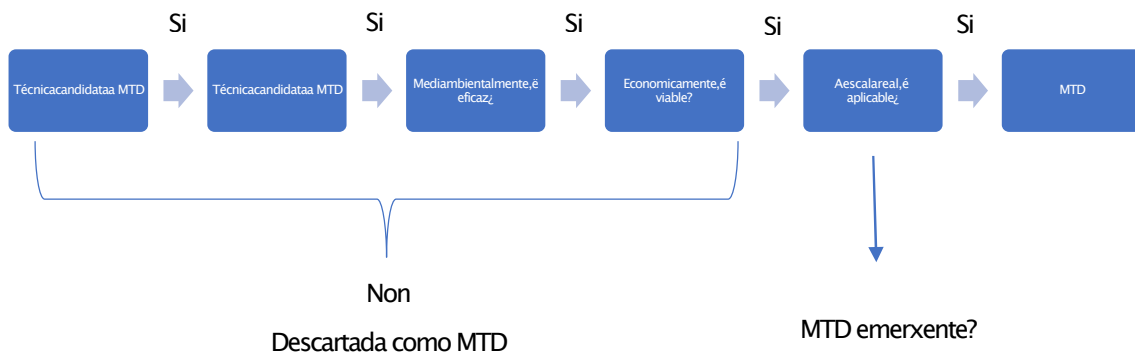 Si
Si
Si
Si
Si
Técnicacandidataa MTD
Técnicacandidataa MTD
Mediambientalmente,ë
eficaz¿
Economicamente,é
viable?
Aescalareal,é
aplicable¿
MTD
Non
Descartada como MTD
MTD emerxente?